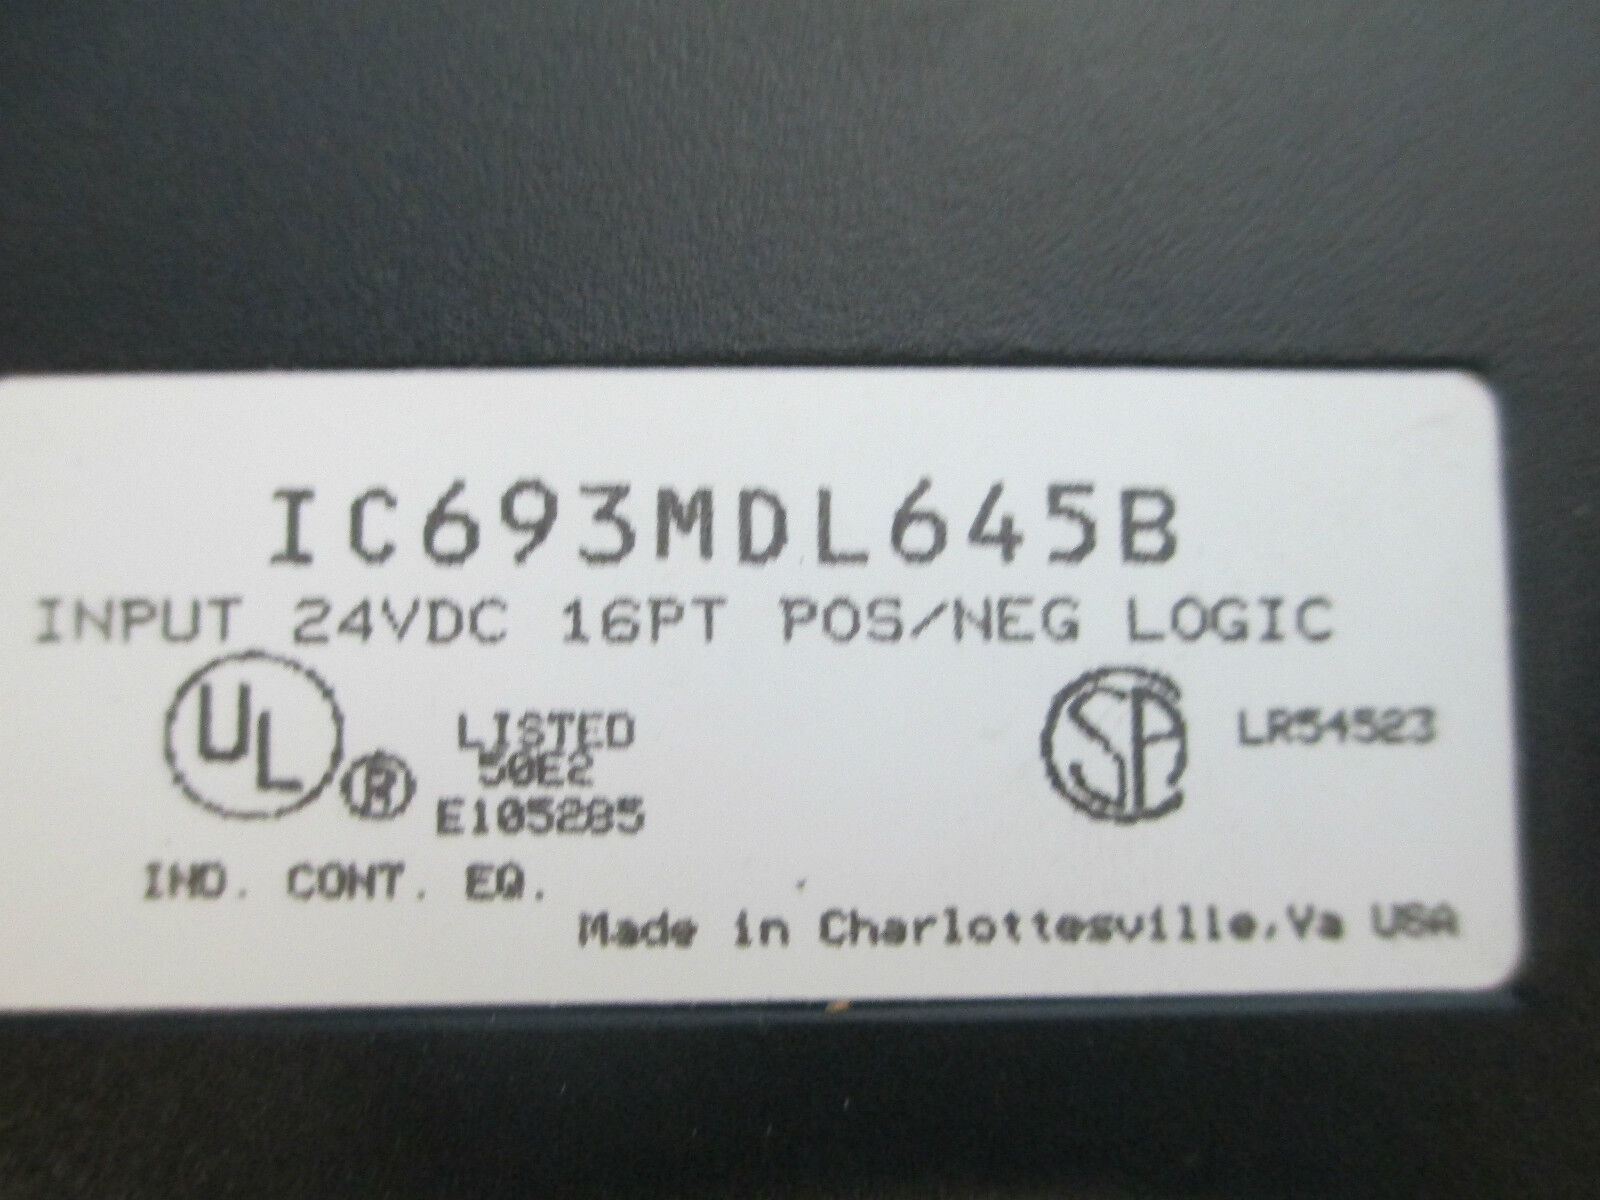 IC693MDL645B
INPUT 24VDC 16PT POS/NEG LOGIC
UL ® LISTED
50E2
E105285
SA LR54523
IND. CONT. EQ.
Made in Charlottesville,Va USA